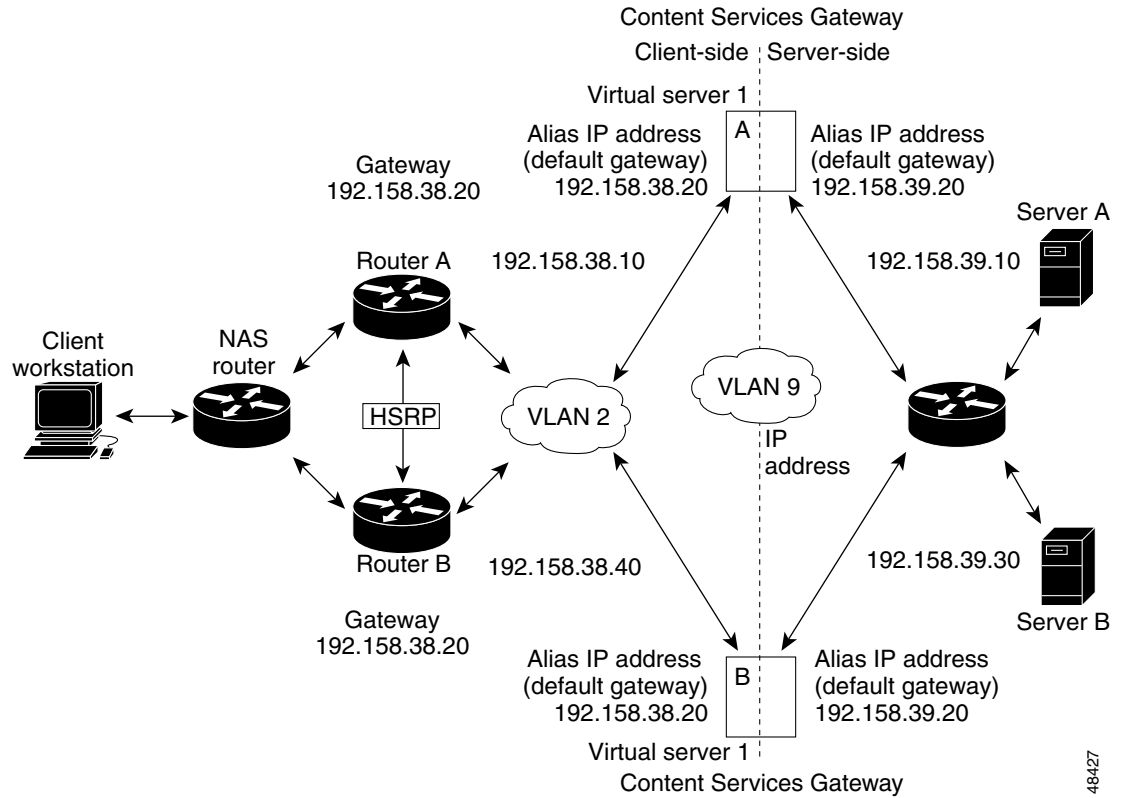 Content Services Gateway
Client-side
Server-side
Virtual server 1
A
Alias IP address
(default gateway)
192.158.38.20
Alias IP address
(default gateway)
192.158.39.20
Gateway
192.158.38.20
Server A
Router A
192.158.38.10
192.158.39.10
Client
workstation
NAS
router
HSRP
VLAN 2
VLAN 9
IP
address
Router B
192.158.38.40
192.158.39.30
Gateway
192.158.38.20
Server B
Alias IP address
(default gateway)
192.158.38.20
B
Alias IP address
(default gateway)
192.158.39.20
Virtual server 1
Content Services Gateway
48427